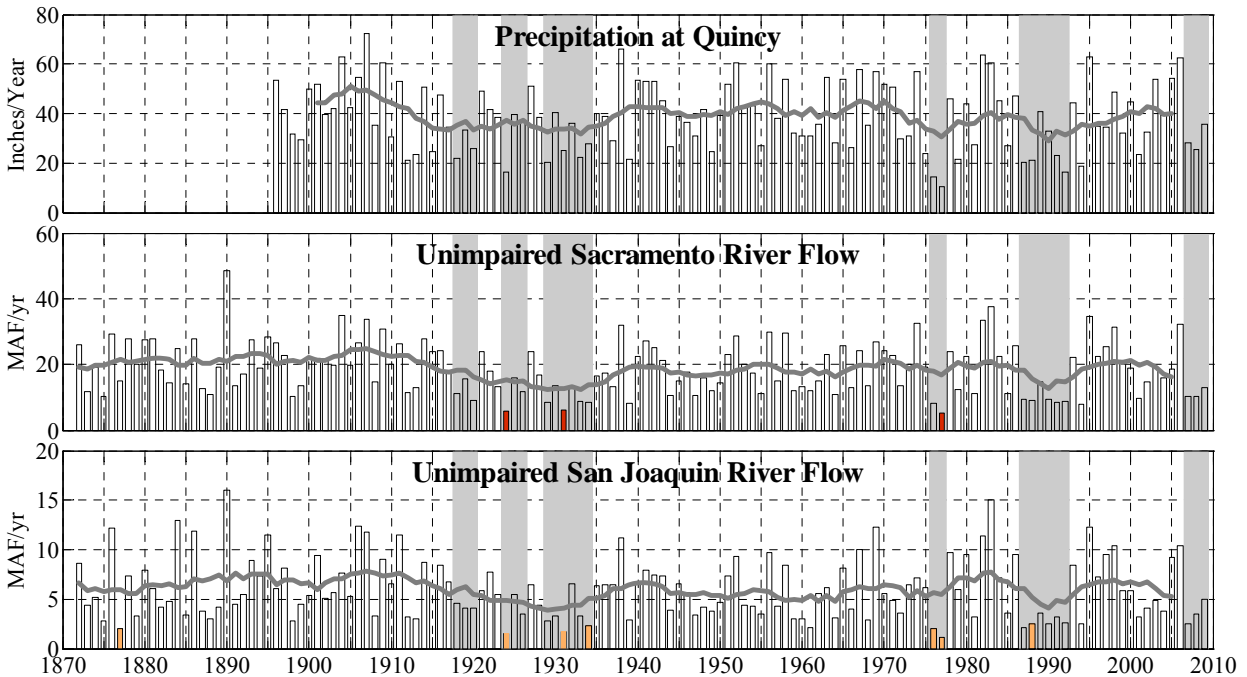 Precipitation at Quincy
Inches/Year
80
60
40
20
0
Unimpaired Sacramento River Flow
MAF/yr
60
40
20
0
Unimpaired San Joaquin River Flow
MAF/yr
20
15
10
5
0
1870 1880 1890 1900 1910 1920 1930 1940 1950 1960 1970 1980 1990 2000 2010